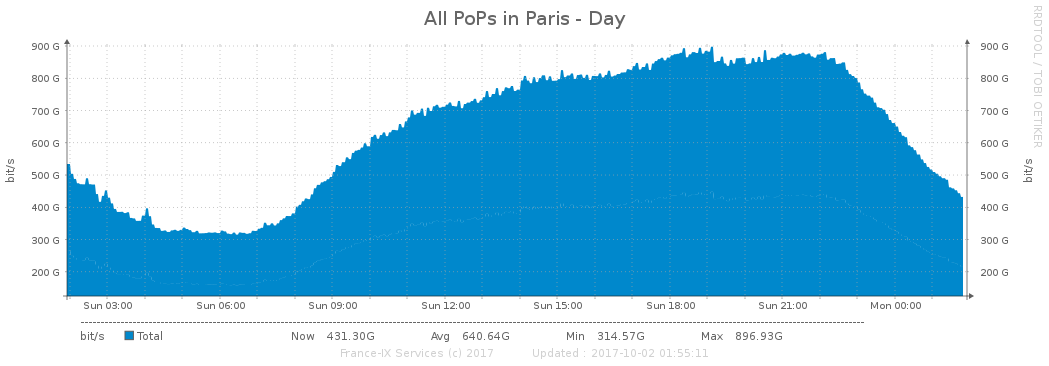 All PoPs in Paris - Day
RRDTOOL / TOBI OETIKER
900 G 900 G
800 G 800 G
700 G 700 G
600 G 600 G
500 G 500 G
400 G 400 G
300 G 300 G
200 G 200 G
bit/s bit/s
Sun 03:00 Sun 06:00 Sun 09:00 Sun 12:00 Sun 15:00 Sun 18:00 Sun 21:00 Mon 00:00
bit/s Total Now 431.30G Avg 640.64G Min 314.57G Max 896.93G
France-IX Services (c) 2017 Updated : 2017-10-02 01:55:11